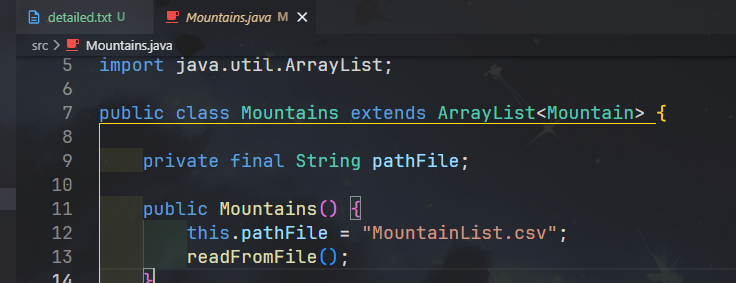 detailed.txt U Mountains.java M
src > Mountains.java
5 import java.util.ArrayList;
6
7 public class Mountains extends ArrayList<Mountain> {
8
9 private final String pathFile;
10
11 public Mountains() {
12 this.pathFile = "MountainList.csv";
13 readFromFile();
14 }